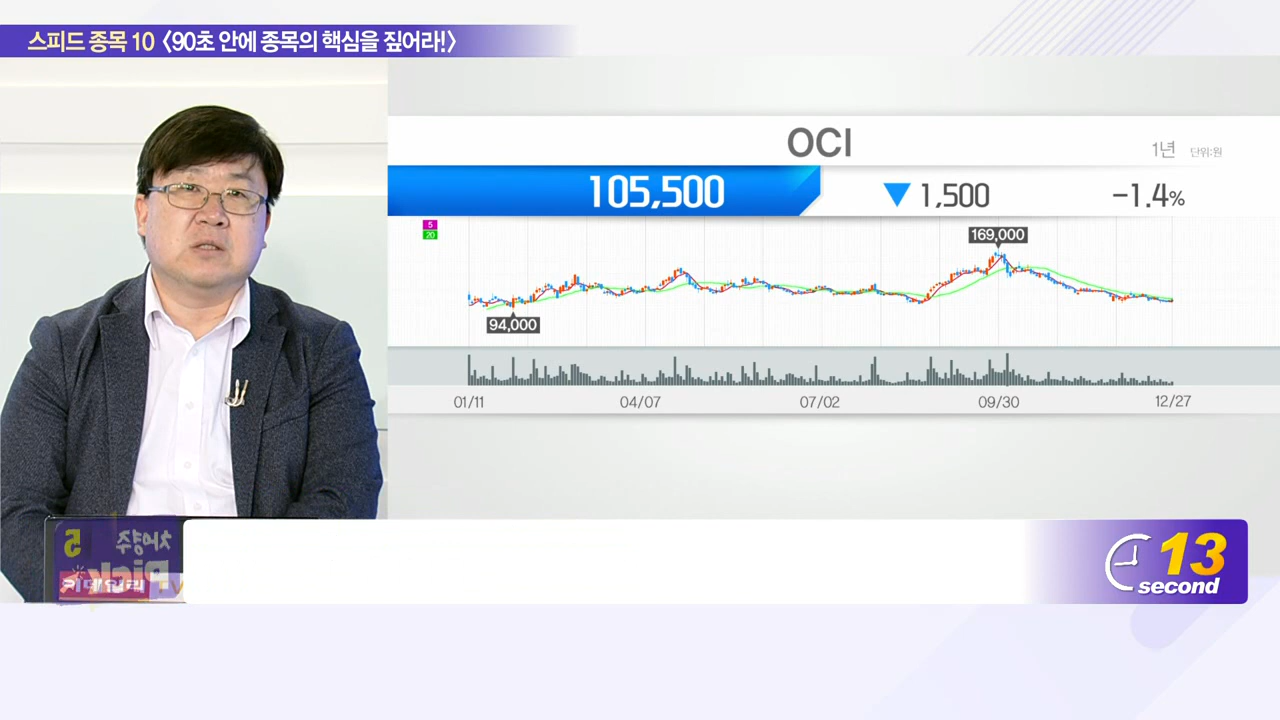 스피드 종목 10 〈90초 안에 종목의 핵심을 짚어라!〉
OCI
1년 단위:원
105,500 ▼ 1,500 -1.4%
5
20
169,000
94,000
01/11 04/07 07/02 09/30 12/27
13
second